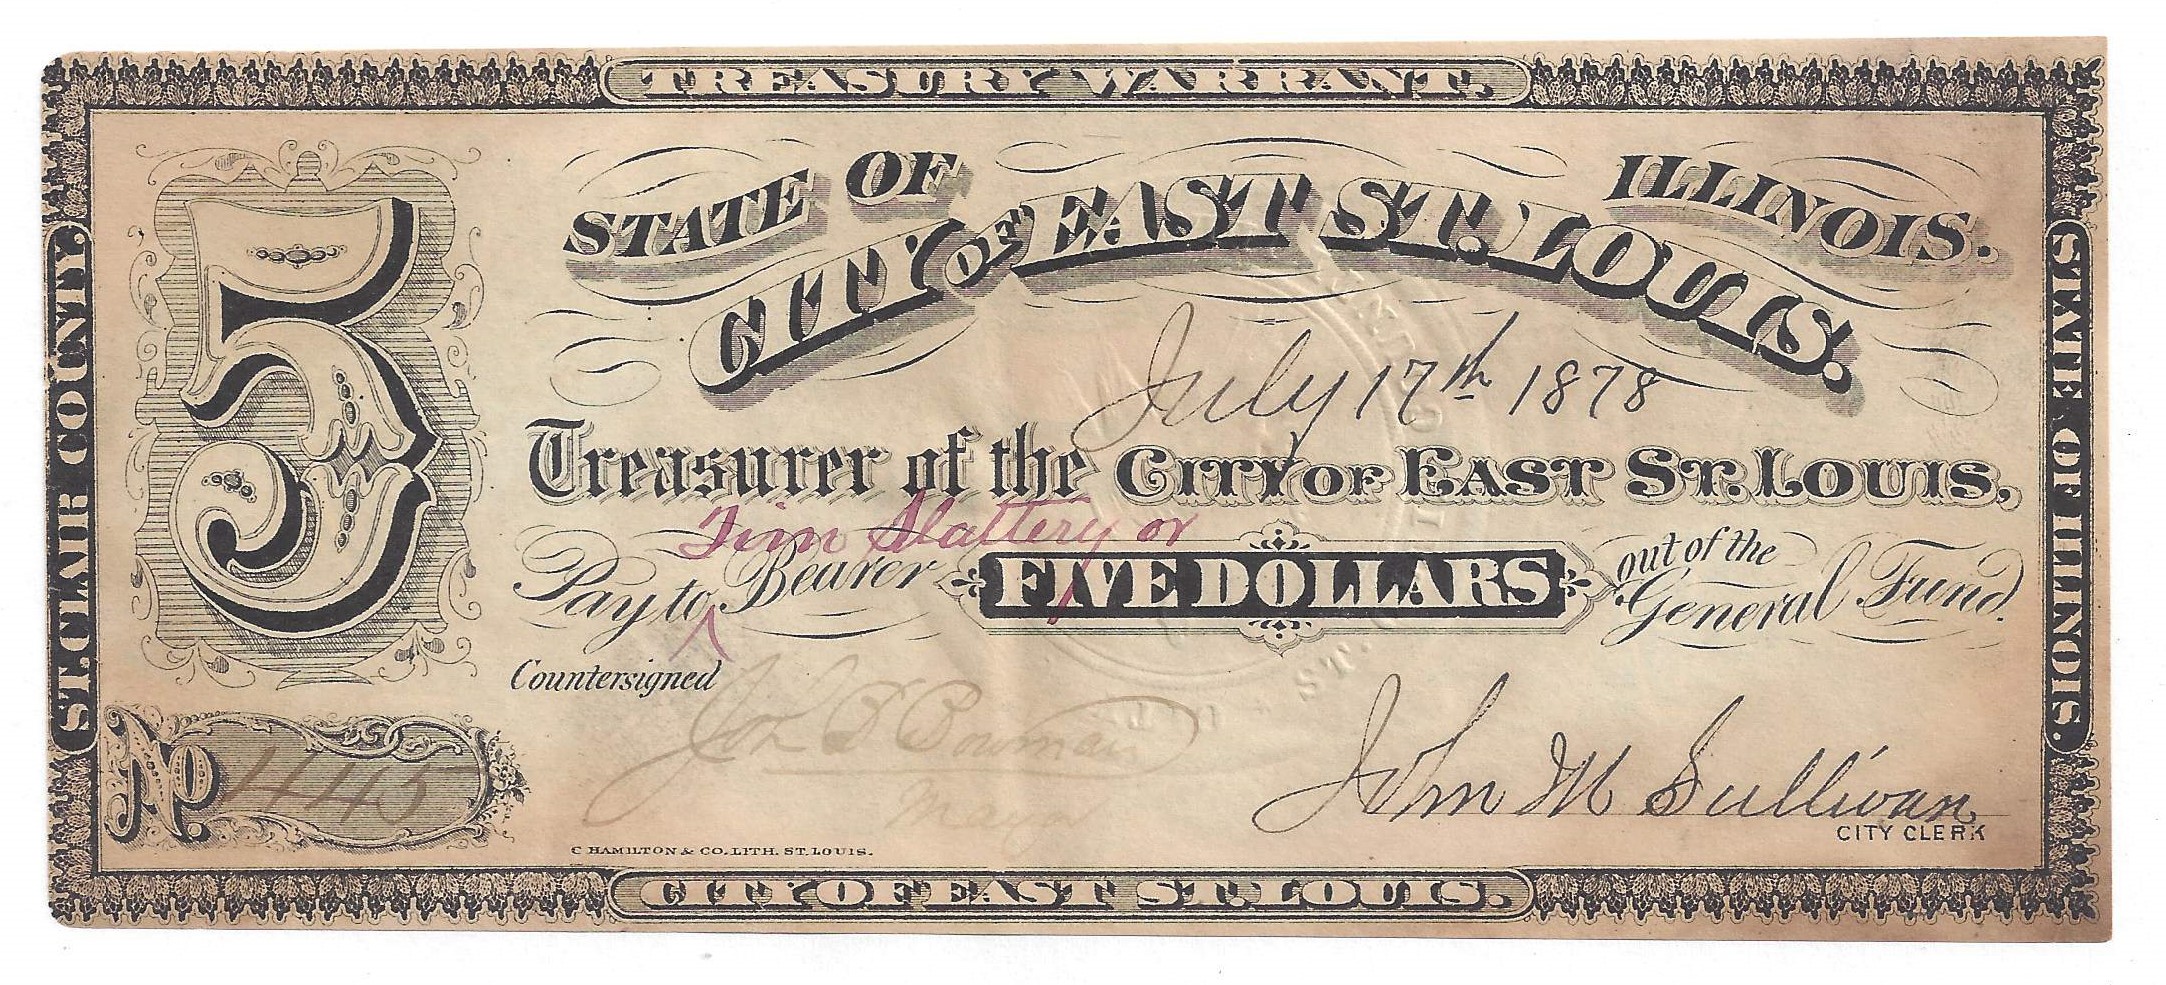 TREASURY WARRANT.
STATE OF ILLINOIS.
CITY OF EAST ST. LOUIS.
5
July 17th 1878
Treasurer of the CITY OF EAST ST. LOUIS,
Tim Slattery or
Pay to Bearer FIVE DOLLARS out of the General Fund.
Countersigned Jon B Bowman
Mayor
John M Sullivan
CITY CLERK
No. 1445
C HAMILTON & CO. LITH. ST. LOUIS.
CITY OF EAST ST. LOUIS.
ST. CLAIR COUNTY.
STATE OF ILLINOIS.